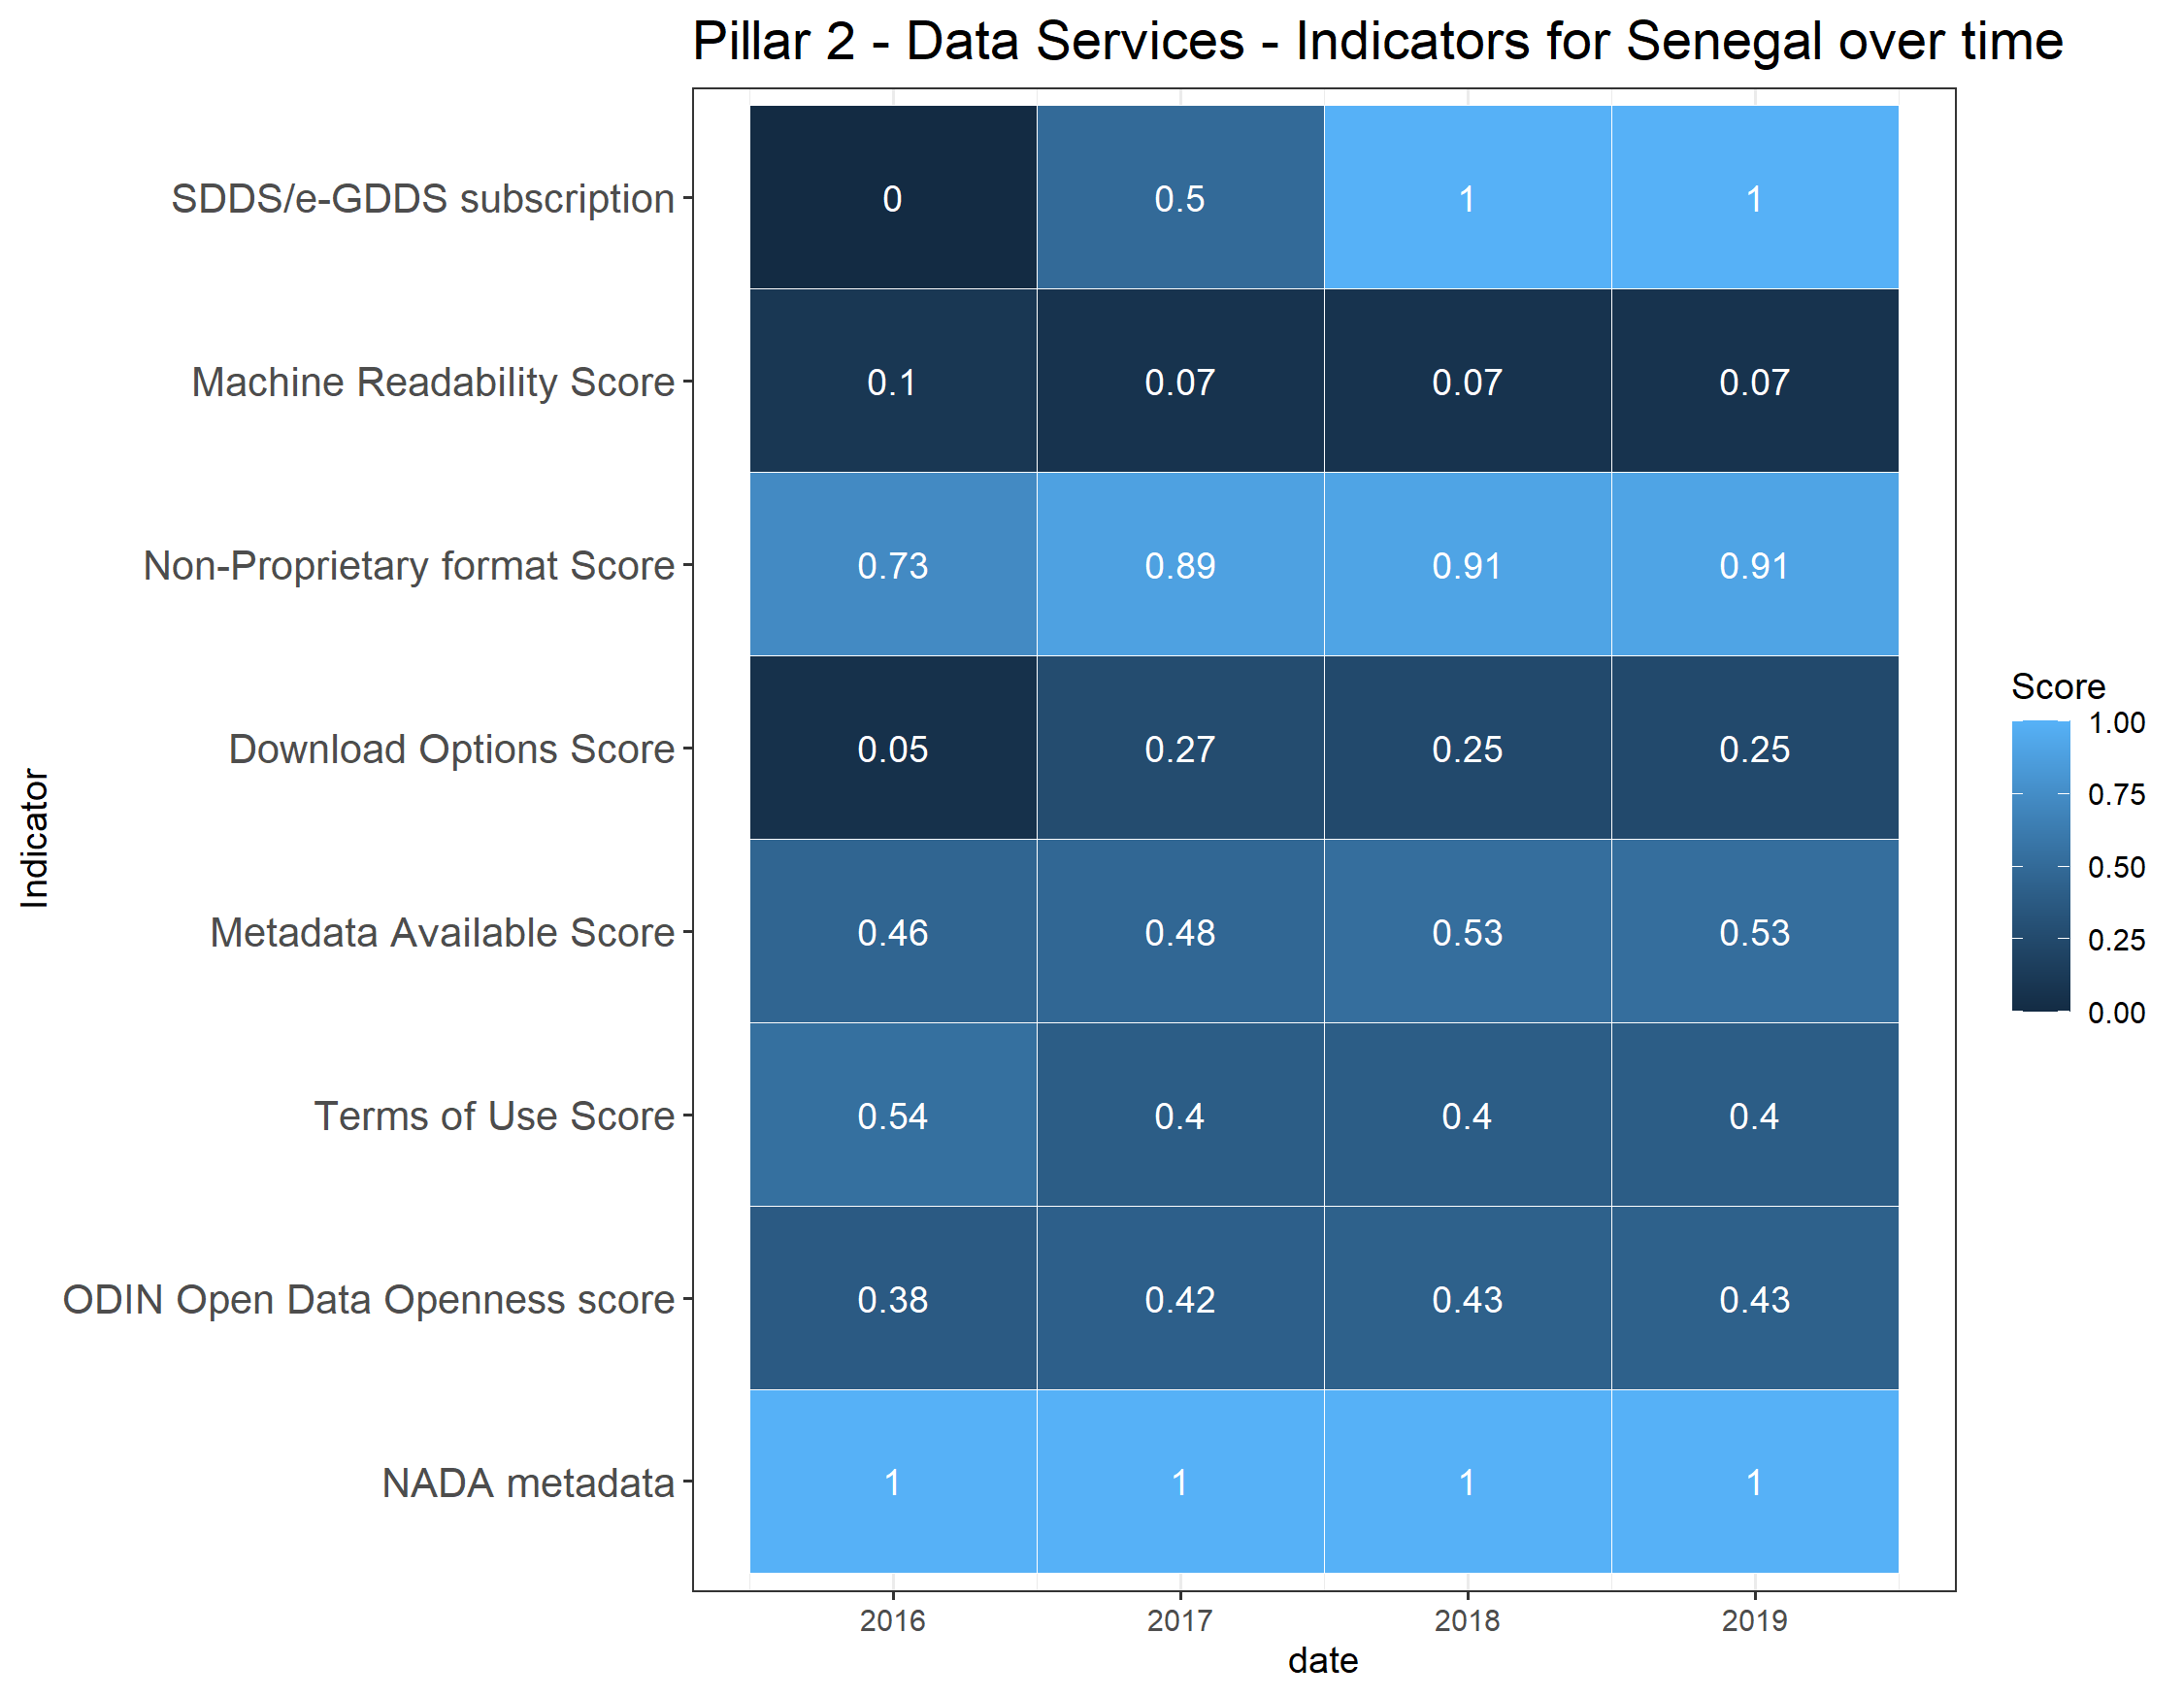 Pillar 2 - Data Services - Indicators for Senegal over time
SDDS/e-GDDS subscription 0 0.5 1 1
Machine Readability Score 0.1 0.07 0.07 0.07
Non-Proprietary format Score 0.73 0.89 0.91 0.91
Download Options Score 0.05 0.27 0.25 0.25
Metadata Available Score 0.46 0.48 0.53 0.53
Terms of Use Score 0.54 0.4 0.4 0.4
ODIN Open Data Openness score 0.38 0.42 0.43 0.43
NADA metadata 1 1 1 1
2016 2017 2018 2019
date
Indicator
Score
1.00
0.75
0.50
0.25
0.00